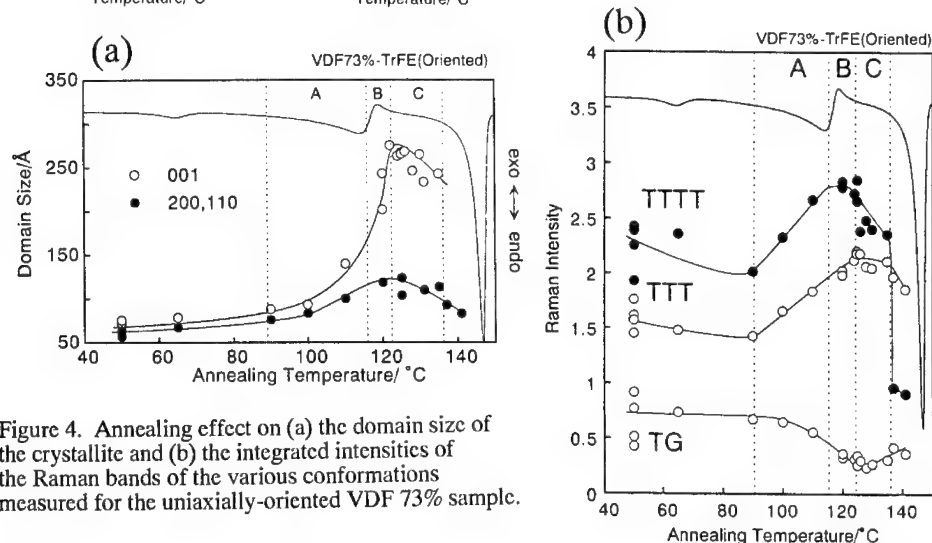 (a)
VDF73%-TrFE(Oriented)
350
250
150
50
Domain Size/Å
A
B
C
001
200,110
exo ↔ endo
40
60
80
100
120
140
Annealing Temperature/ °C
Figure 4. Annealing effect on (a) the domain size of
the crystallite and (b) the integrated intensities of
the Raman bands of the various conformations
measured for the uniaxially-oriented VDF 73% sample.
(b)
VDF73%-TrFE(Oriented)
4
3.5
3
2.5
2
1.5
1
0.5
0
Raman Intensity
A
B
C
TTTT
TTT
TG
40
60
80
100
120
140
Annealing Temperature/°C